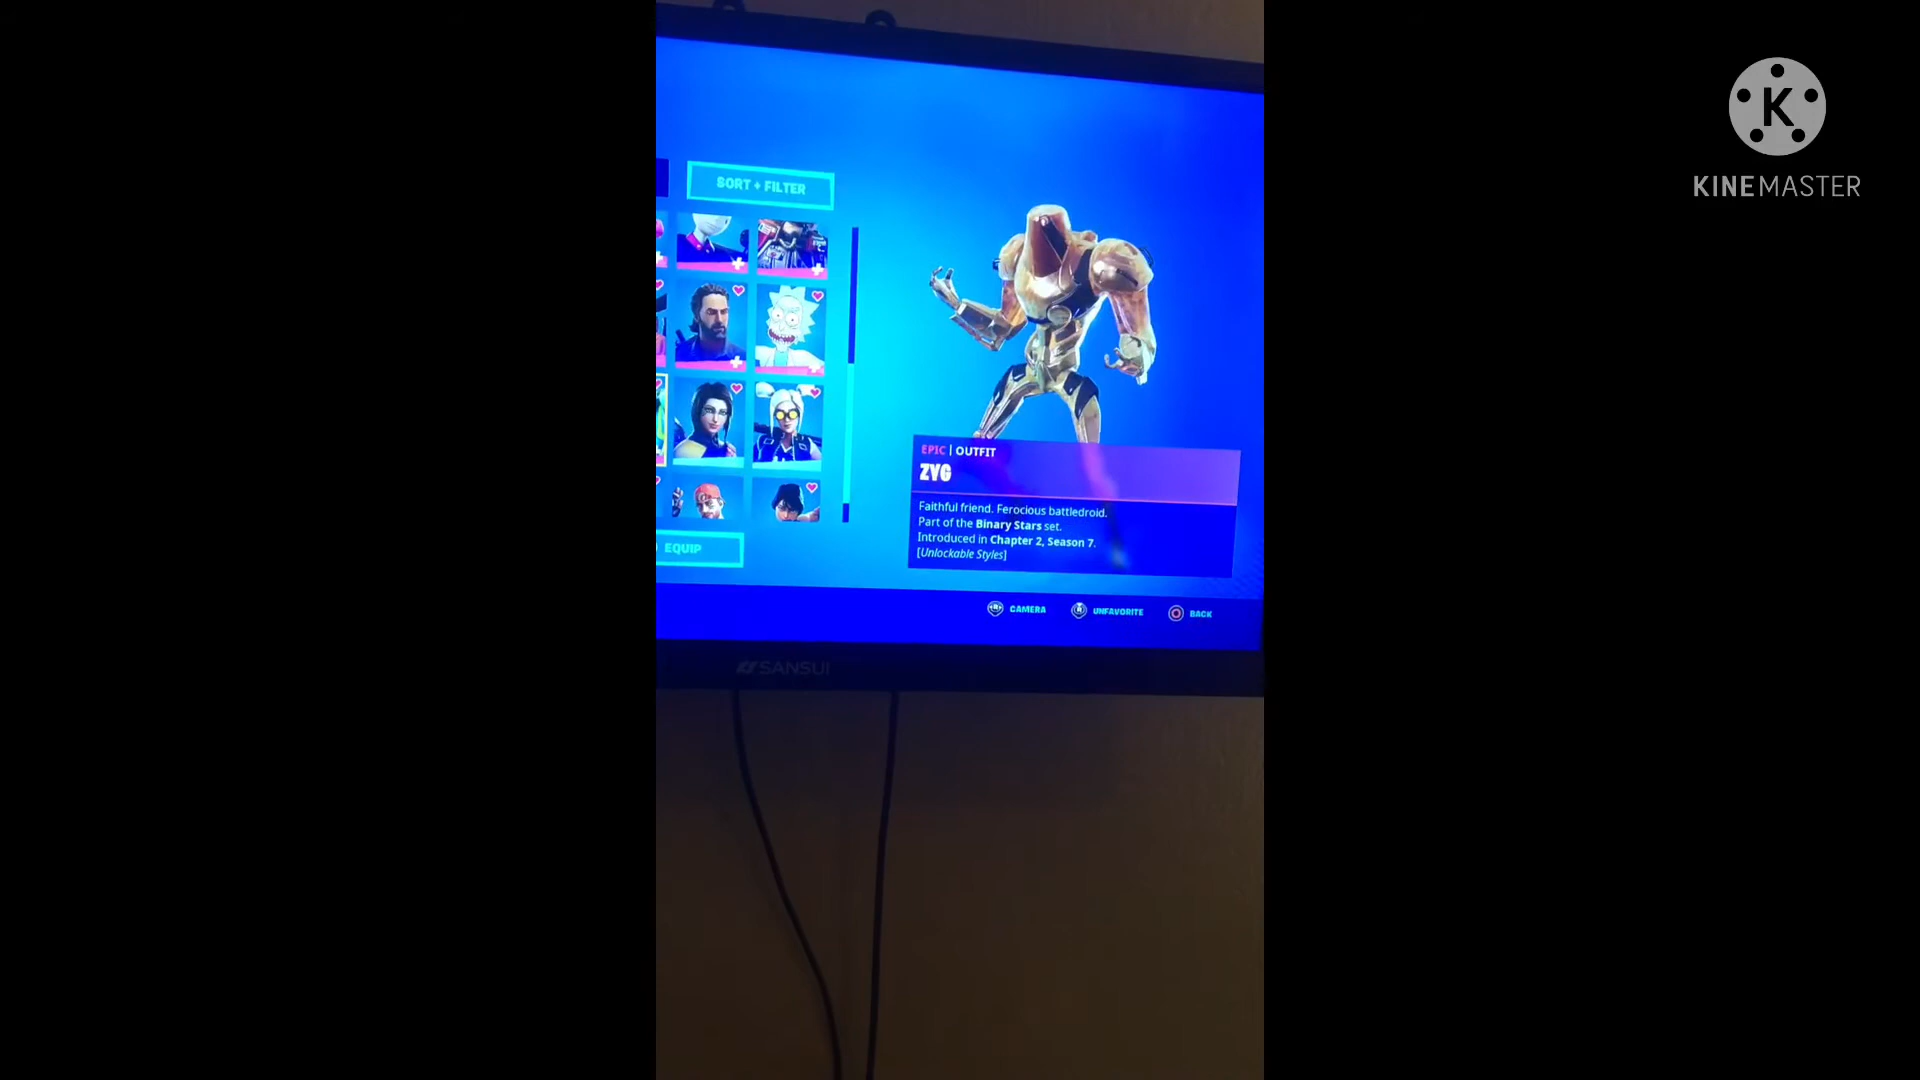 KINEMASTER
SORT + FILTER
EPIC | OUTFIT
ZYG
Faithful friend. Ferocious battledroid.
Part of the Binary Stars set.
Introduced in Chapter 2, Season 7.
[Unlockable Styles]
EQUIP
CAMERA
UNFAVORITE
BACK
SANSUI